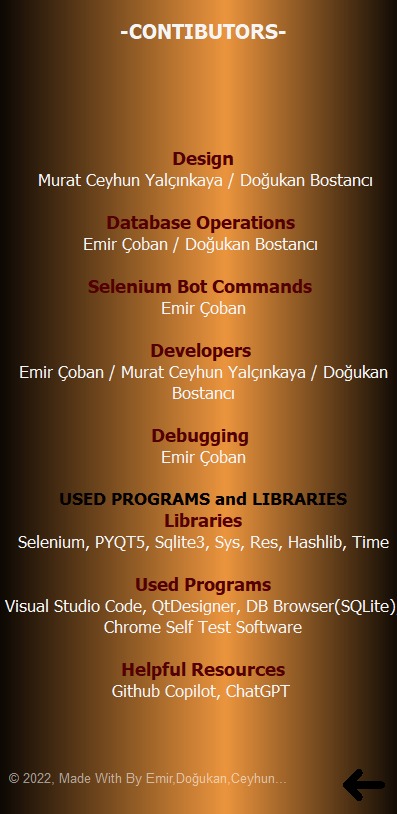 -CONTIBUTORS-
Design
Murat Ceyhun Yalçınkaya / Doğukan Bostancı
Database Operations
Emir Çoban / Doğukan Bostancı
Selenium Bot Commands
Emir Çoban
Developers
Emir Çoban / Murat Ceyhun Yalçınkaya / Doğukan
Bostancı
Debugging
Emir Çoban
USED PROGRAMS and LIBRARIES
Libraries
Selenium, PYQT5, Sqlite3, Sys, Res, Hashlib, Time
Used Programs
Visual Studio Code, QtDesigner, DB Browser(SQLite)
Chrome Self Test Software
Helpful Resources
Github Copilot, ChatGPT
© 2022, Made With By Emir,Doğukan,Ceyhun...